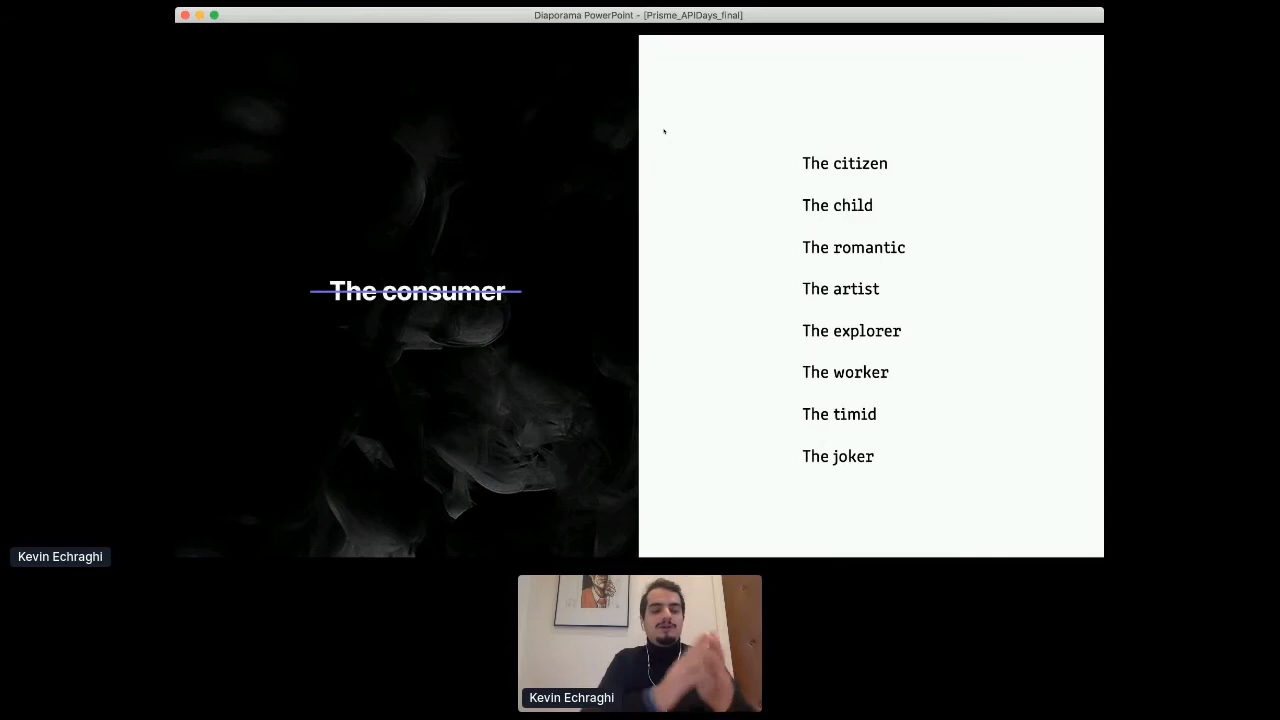 Diaporama PowerPoint - [Prisme_APIDays_final]
The consumer
The citizen
The child
The romantic
The artist
The explorer
The worker
The timid
The joker
Kevin Echraghi
Kevin Echraghi